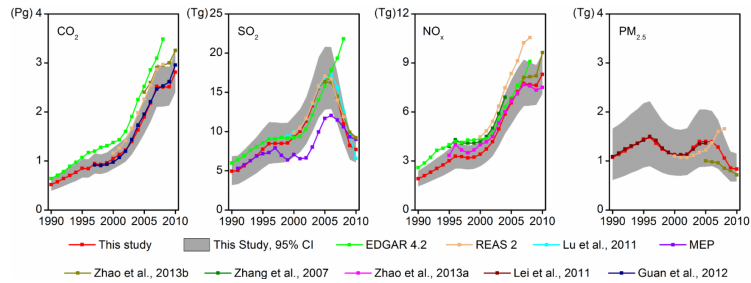 (Pg) (Tg) (Tg) (Tg)
4 25 12 4
CO2 SO2 NOx PM2.5
3 20 9 3
15
2 6 2
10
1 3 1
5
0 0 0 0
1990 1995 2000 2005 2010 1990 1995 2000 2005 2010 1990 1995 2000 2005 2010 1990 1995 2000 2005 2010
This study This Study, 95% CI EDGAR 4.2 REAS 2 Lu et al., 2011 MEP
Zhao et al., 2013b Zhang et al., 2007 Zhao et al., 2013a Lei et al., 2011 Guan et al., 2012